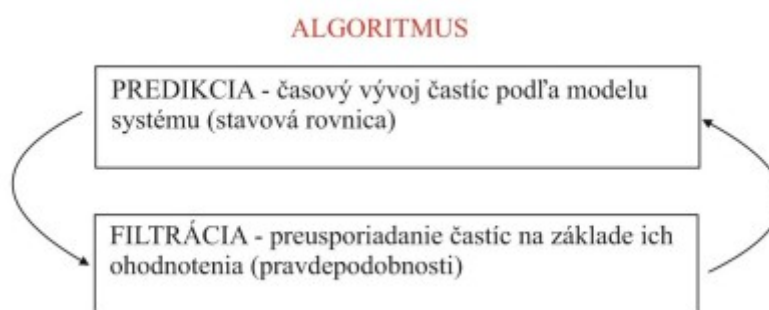 ALGORITMUS
PREDIKCIA - časový vývoj častíc podľa modelu
systému (stavová rovnica)
FILTRÁCIA - preusporiadanie častíc na základe ich
ohodnotenia (pravdepodobnosti)